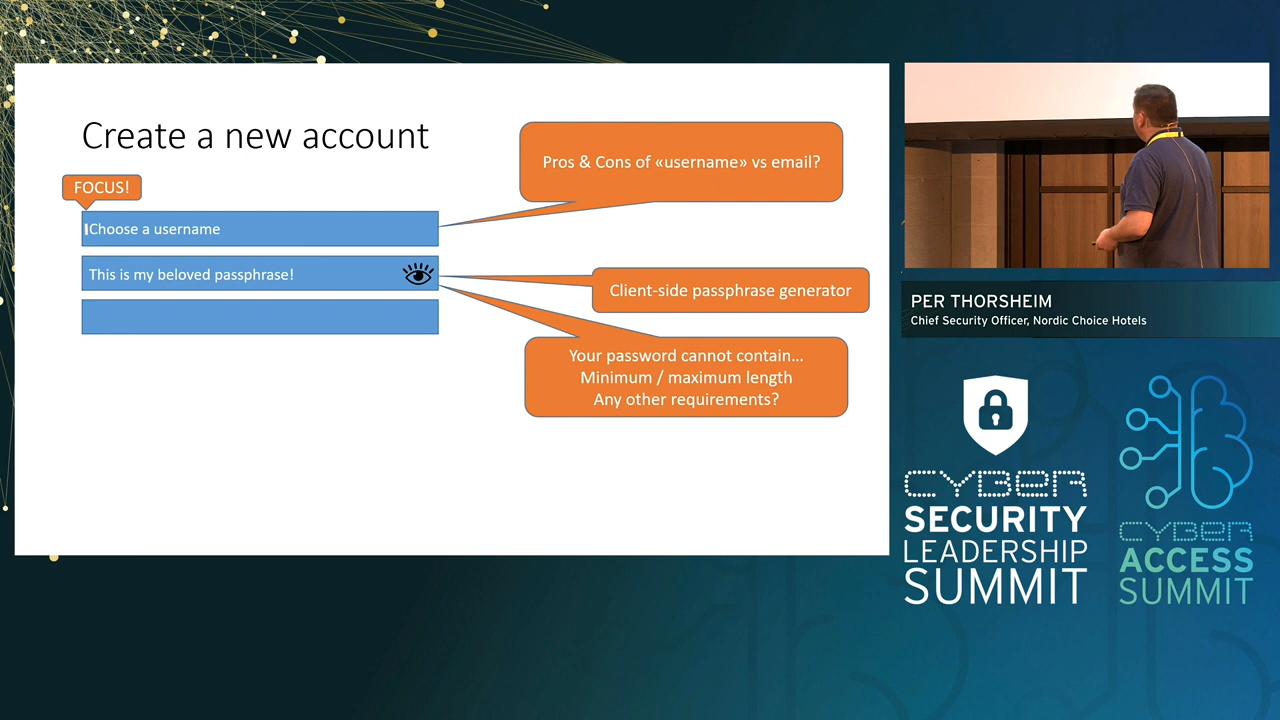 Create a new account
FOCUS!
Choose a username
This is my beloved passphrase!
Pros & Cons of «username» vs email?
Client-side passphrase generator
Your password cannot contain...
Minimum / maximum length
Any other requirements?
PER THORSHEIM
Chief Security Officer, Nordic Choice Hotels
CYBER
SECURITY
LEADERSHIP
SUMMIT
CYBER
ACCESS
SUMMIT